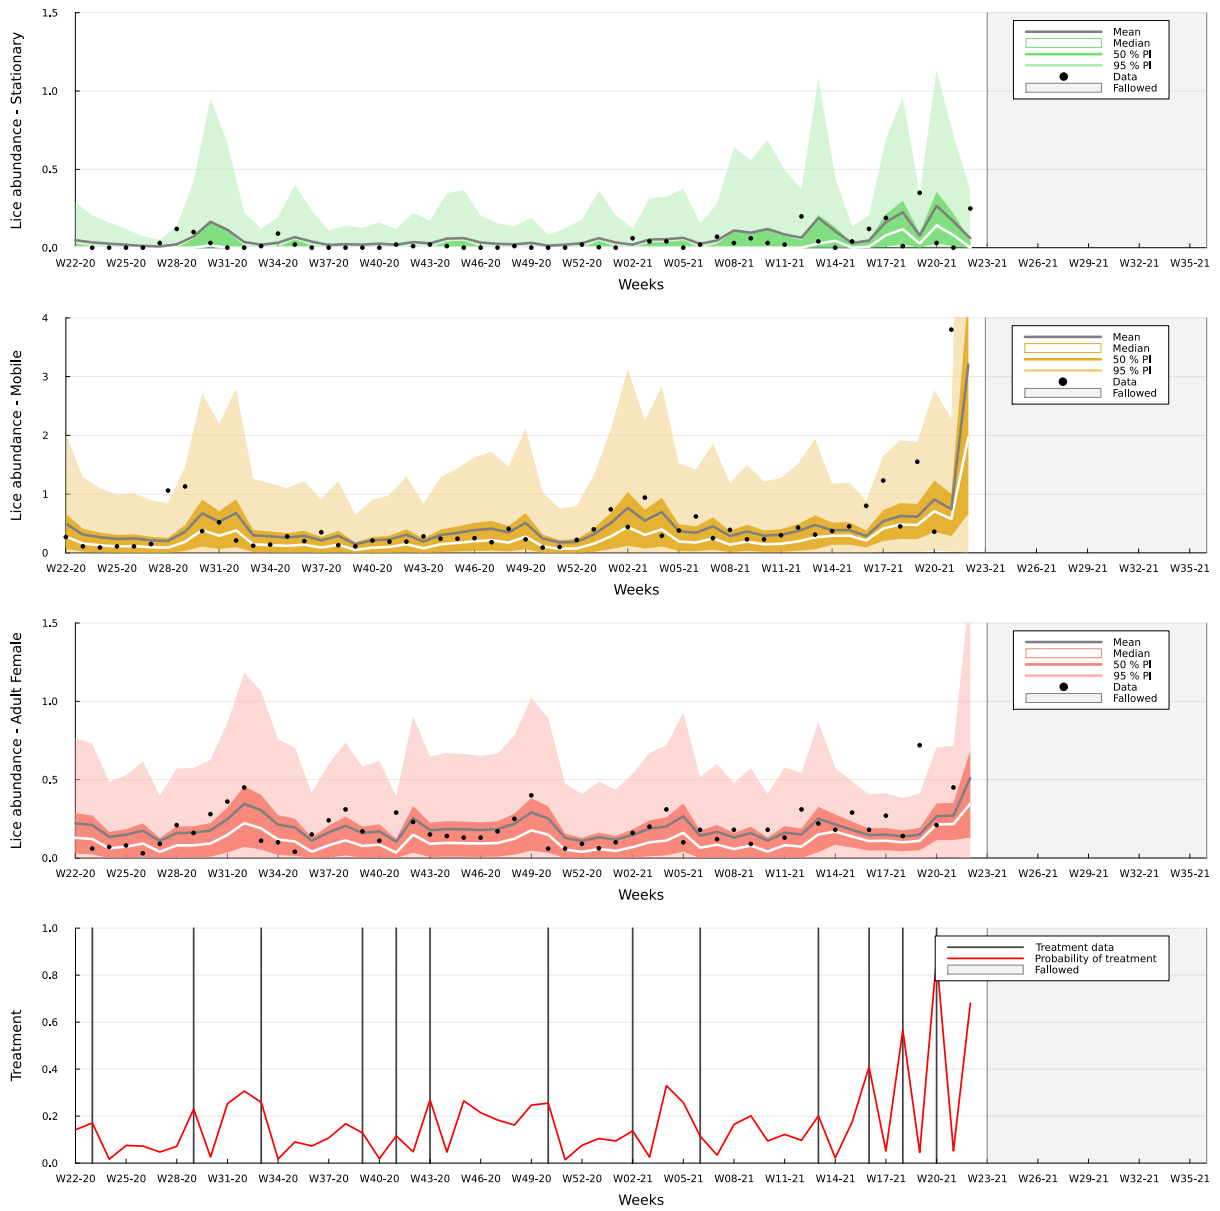 Lice abundance - Stationary
1.5
1.0
0.5
0.0
Mean
Median
50 % PI
95 % PI
Data
Fallowed
W22-20 W25-20 W28-20 W31-20 W34-20 W37-20 W40-20 W43-20 W46-20 W49-20 W52-20 W02-21 W05-21 W08-21 W11-21 W14-21 W17-21 W20-21 W23-21 W26-21 W29-21 W32-21 W35-21
Weeks
Lice abundance - Mobile
4
3
2
1
0
Mean
Median
50 % PI
95 % PI
Data
Fallowed
W22-20 W25-20 W28-20 W31-20 W34-20 W37-20 W40-20 W43-20 W46-20 W49-20 W52-20 W02-21 W05-21 W08-21 W11-21 W14-21 W17-21 W20-21 W23-21 W26-21 W29-21 W32-21 W35-21
Weeks
Lice abundance - Adult Female
1.5
1.0
0.5
0.0
Mean
Median
50 % PI
95 % PI
Data
Fallowed
W22-20 W25-20 W28-20 W31-20 W34-20 W37-20 W40-20 W43-20 W46-20 W49-20 W52-20 W02-21 W05-21 W08-21 W11-21 W14-21 W17-21 W20-21 W23-21 W26-21 W29-21 W32-21 W35-21
Weeks
Treatment
1.0
0.8
0.6
0.4
0.2
0.0
Treatment data
Probability of treatment
Fallowed
W22-20 W25-20 W28-20 W31-20 W34-20 W37-20 W40-20 W43-20 W46-20 W49-20 W52-20 W02-21 W05-21 W08-21 W11-21 W14-21 W17-21 W20-21 W23-21 W26-21 W29-21 W32-21 W35-21
Weeks